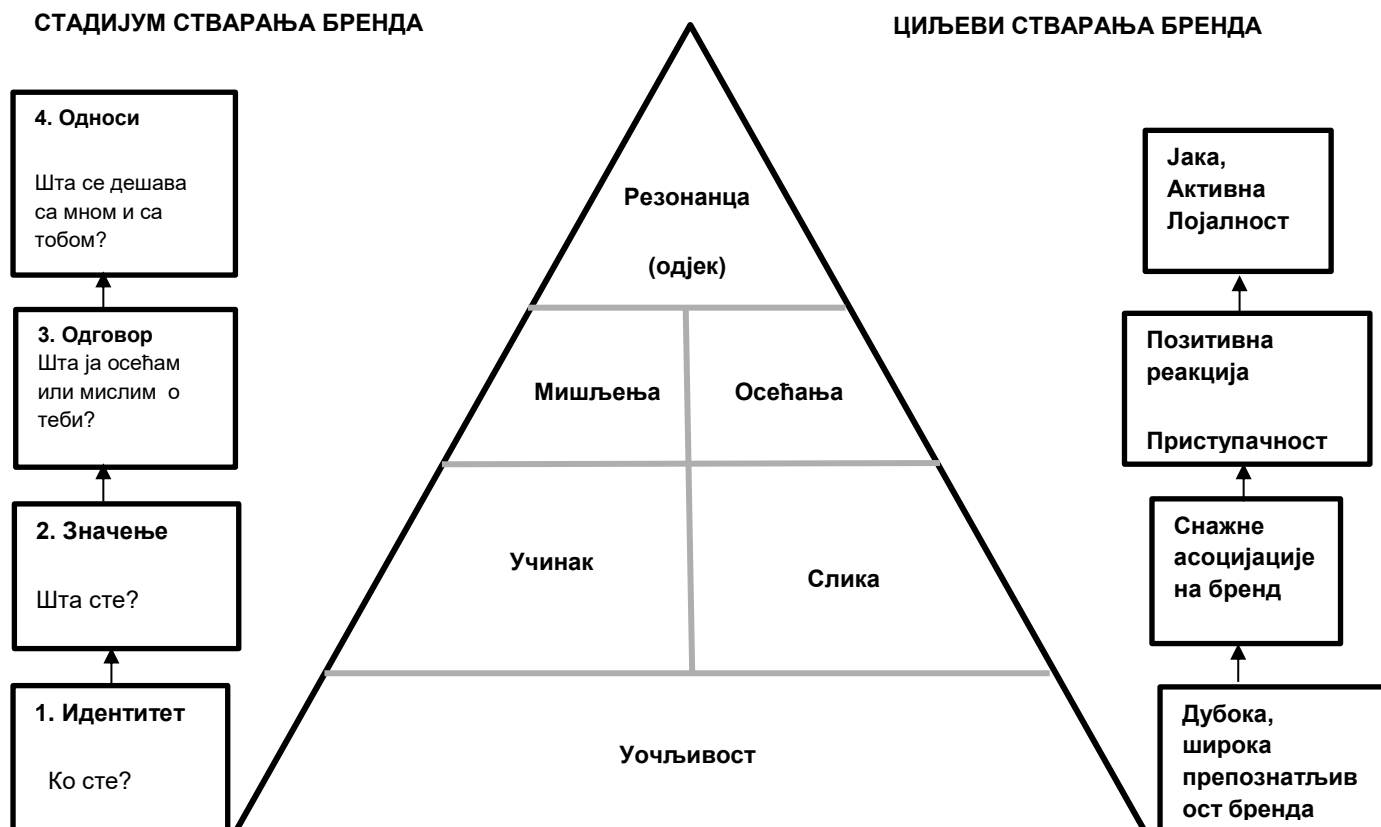 СТАДИЈУМ СТВАРАЊА БРЕНДА
ЦИЉЕВИ СТВАРАЊА БРЕНДА
4. Односи
Шта се дешава
са мном и са
тобом?
3. Одговор
Шта ја осећам
или мислим о
теби?
2. Значење
Шта сте?
1. Идентитет
Ко сте?
Резонанца
(одјек)
Мишљења
Осећања
Учинак
Слика
Уочљивост
Јака,
Активна
Лојалност
Позитивна
реакција
Приступачност
Снажне
асоцијације
на бренд
Дубока,
широка
препознатљив
ост бренда